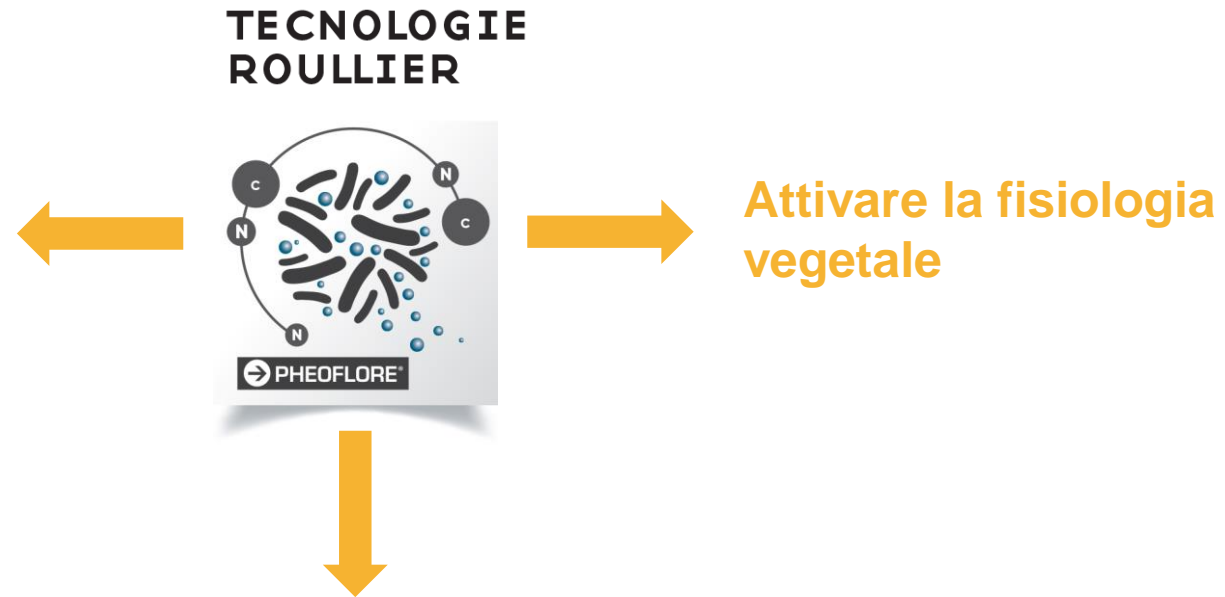 TECNOLOGIE
ROULLIER
C
N
N
C
N
PHEOFLORE®
Attivare la fisiologia
vegetale